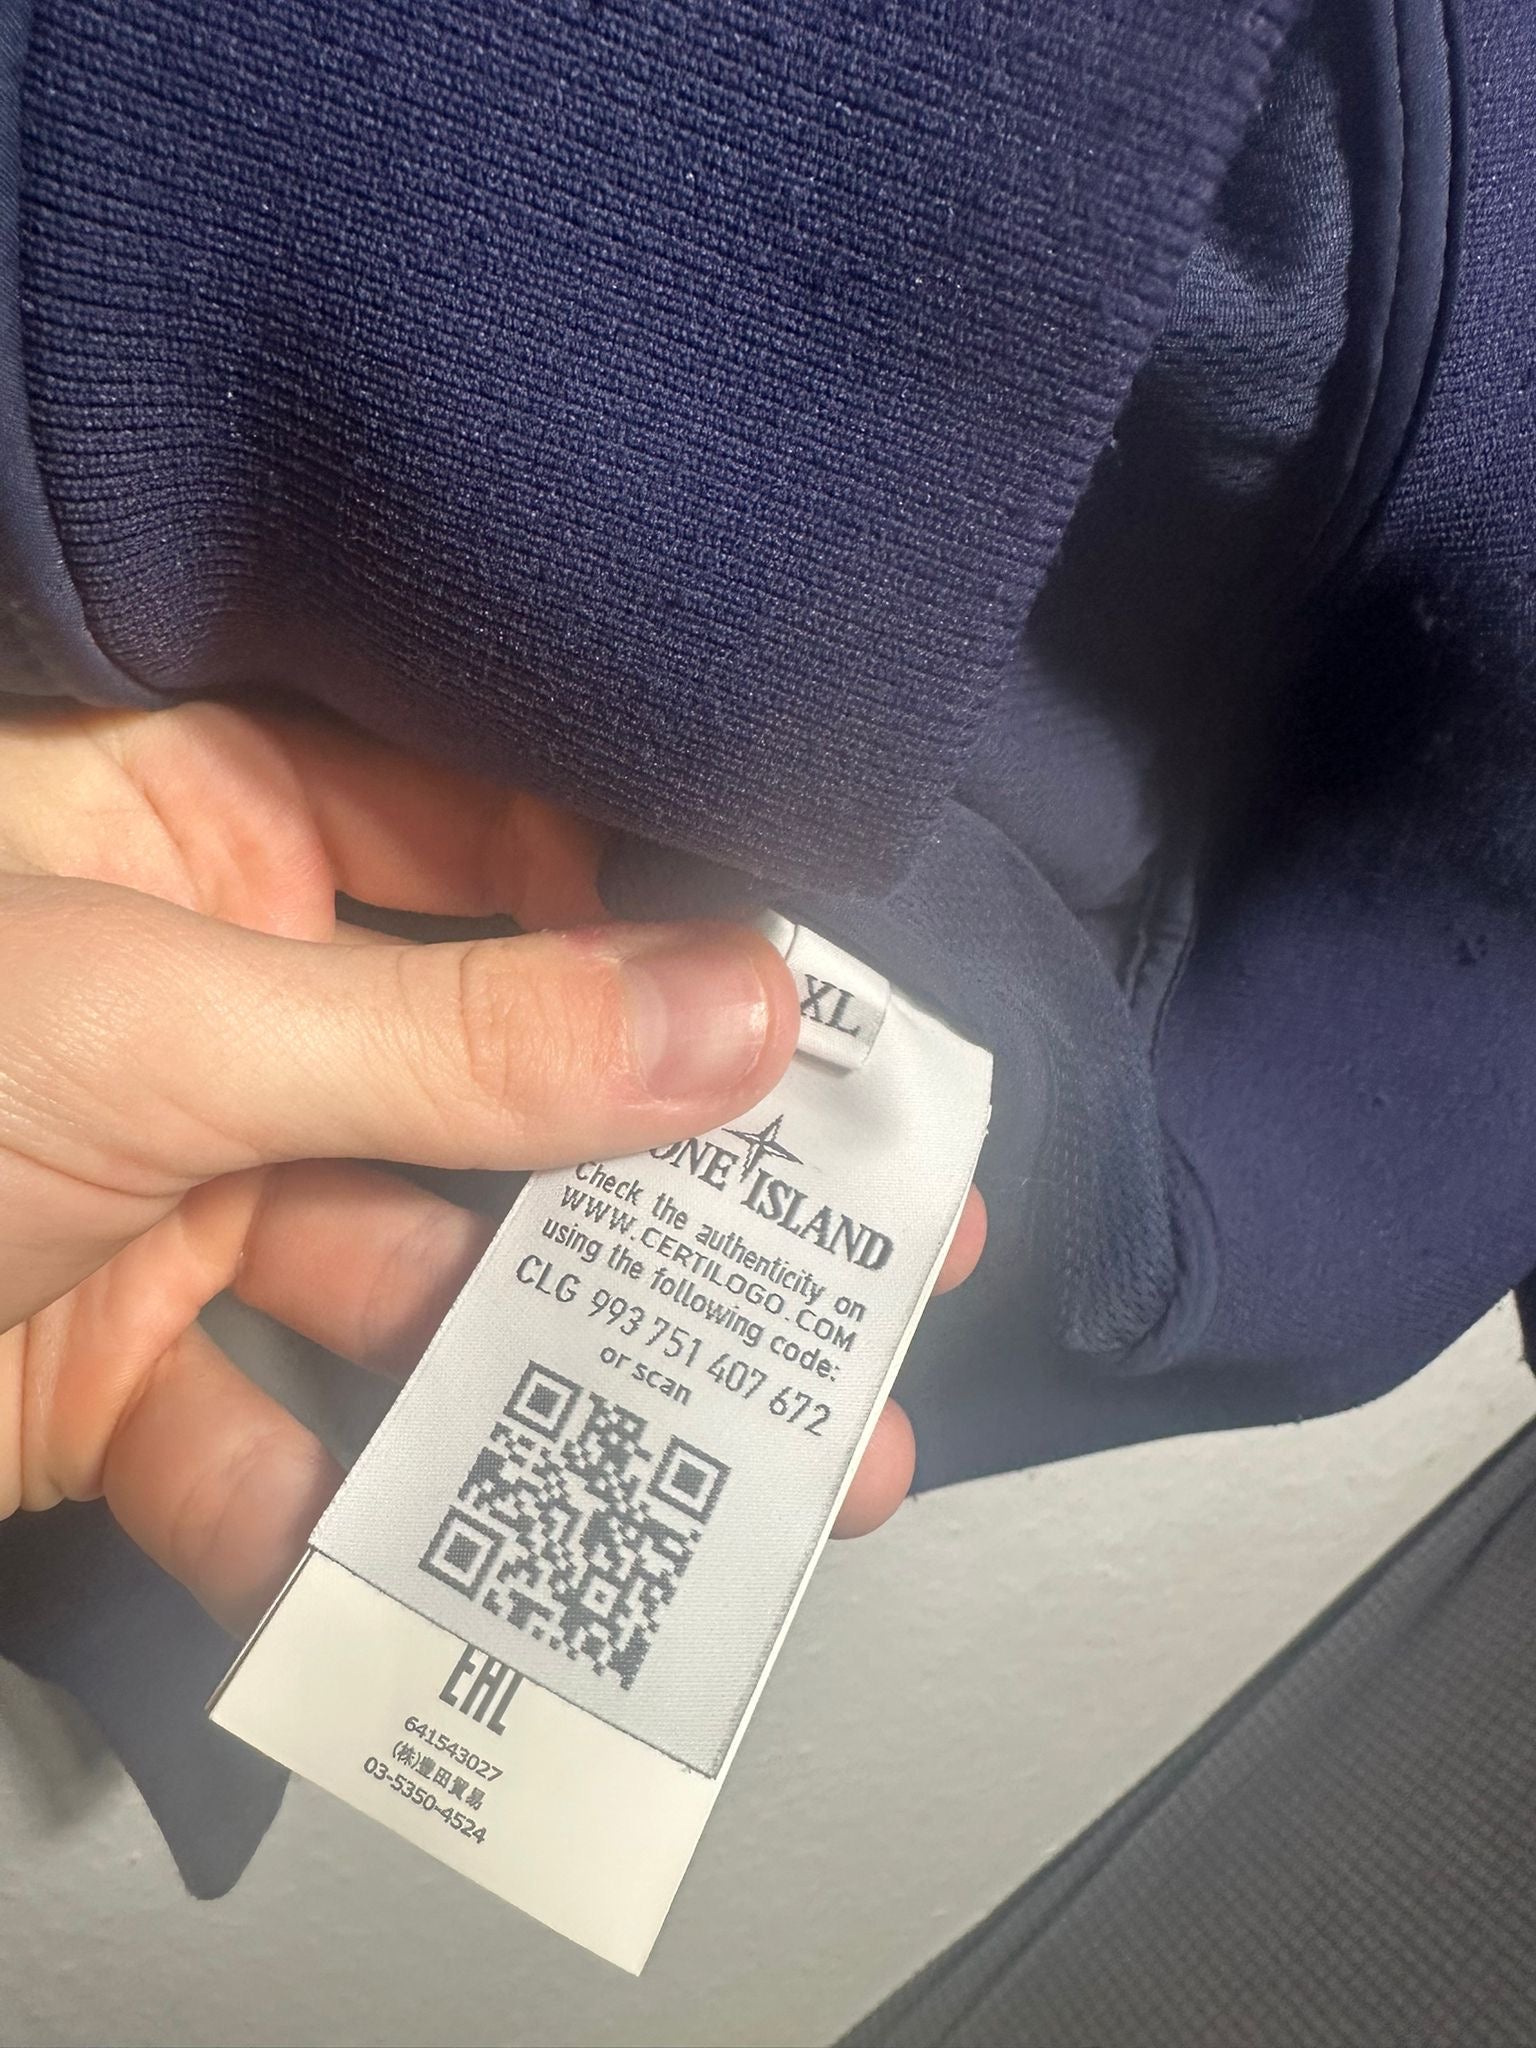 XL
ONE ISLAND
Check the authenticity on
WWW.CERTILOGO.COM
using the following code:
CLG 993 751 407 672
or scan
EAC
641543027
(株)豊田貿易
03-5350-4524